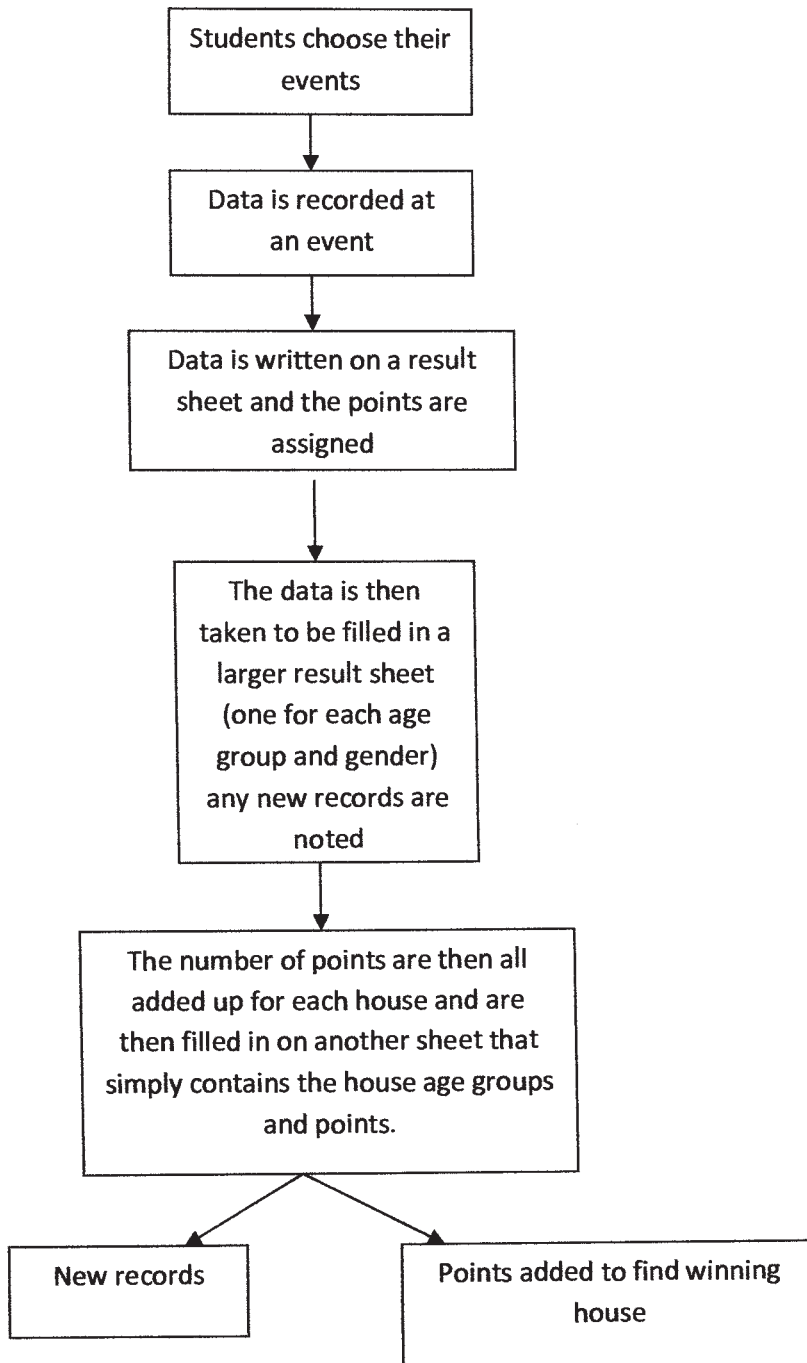 Students choose their
events
Data is recorded at
an event
Data is written on a result
sheet and the points are
assigned
The data is then
taken to be filled in a
larger result sheet
(one for each age
group and gender)
any new records are
noted
The number of points are then all
added up for each house and are
then filled in on another sheet that
simply contains the house age groups
and points.
New records
Points added to find winning
house